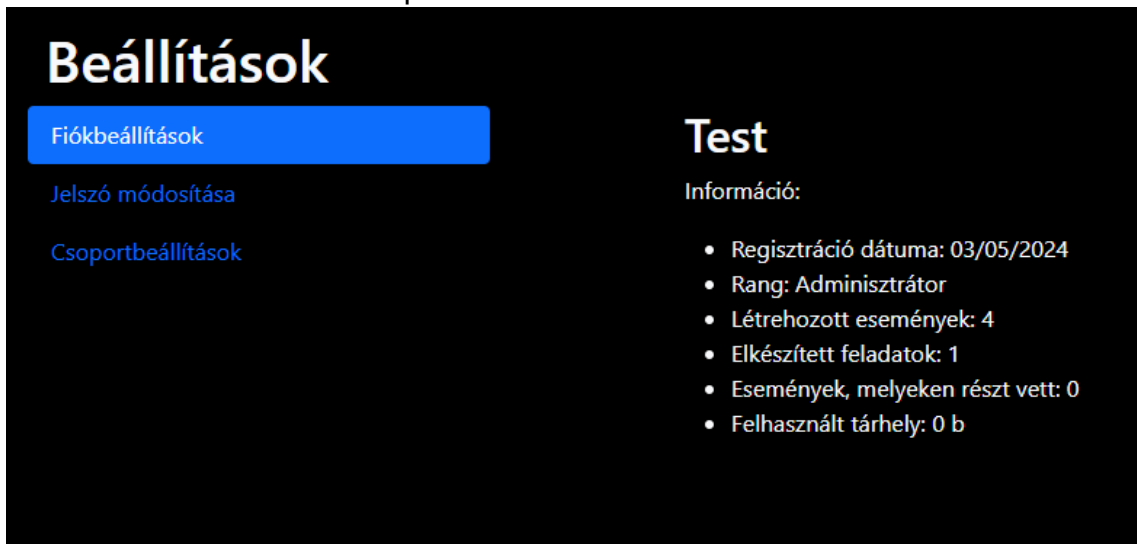 Beállítások
Fiókbeállítások
Jelszó módosítása
Csoportbeállítások
Test
Információ:
Regisztráció dátuma: 03/05/2024
Rang: Adminisztrátor
Létrehozott események: 4
Elkészített feladatok: 1
Események, melyeken részt vett: 0
Felhasznált tárhely: 0 b